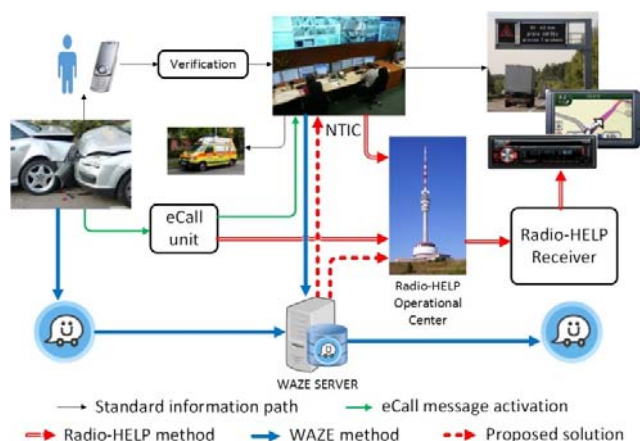 Verification
NTIC
eCall
unit
Radio-HELP
Operational
Center
Radio-HELP
Receiver
WAZE SERVER
Standard information path
eCall message activation
Radio-HELP method
WAZE method
Proposed solution